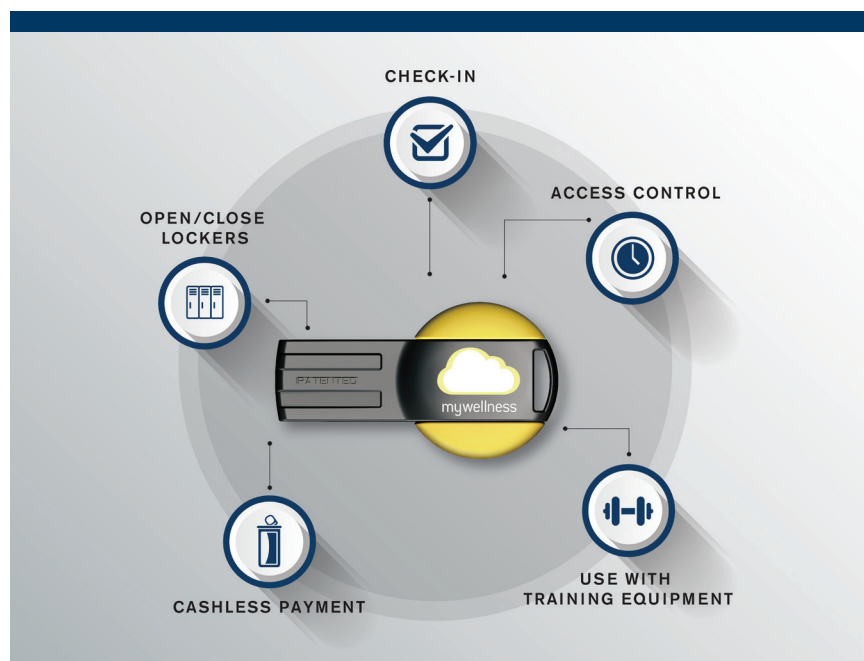 CHECK-IN
ACCESS CONTROL
OPEN/CLOSE
LOCKERS
PATENTED
mywellness
USE WITH
TRAINING EQUIPMENT
CASHLESS PAYMENT